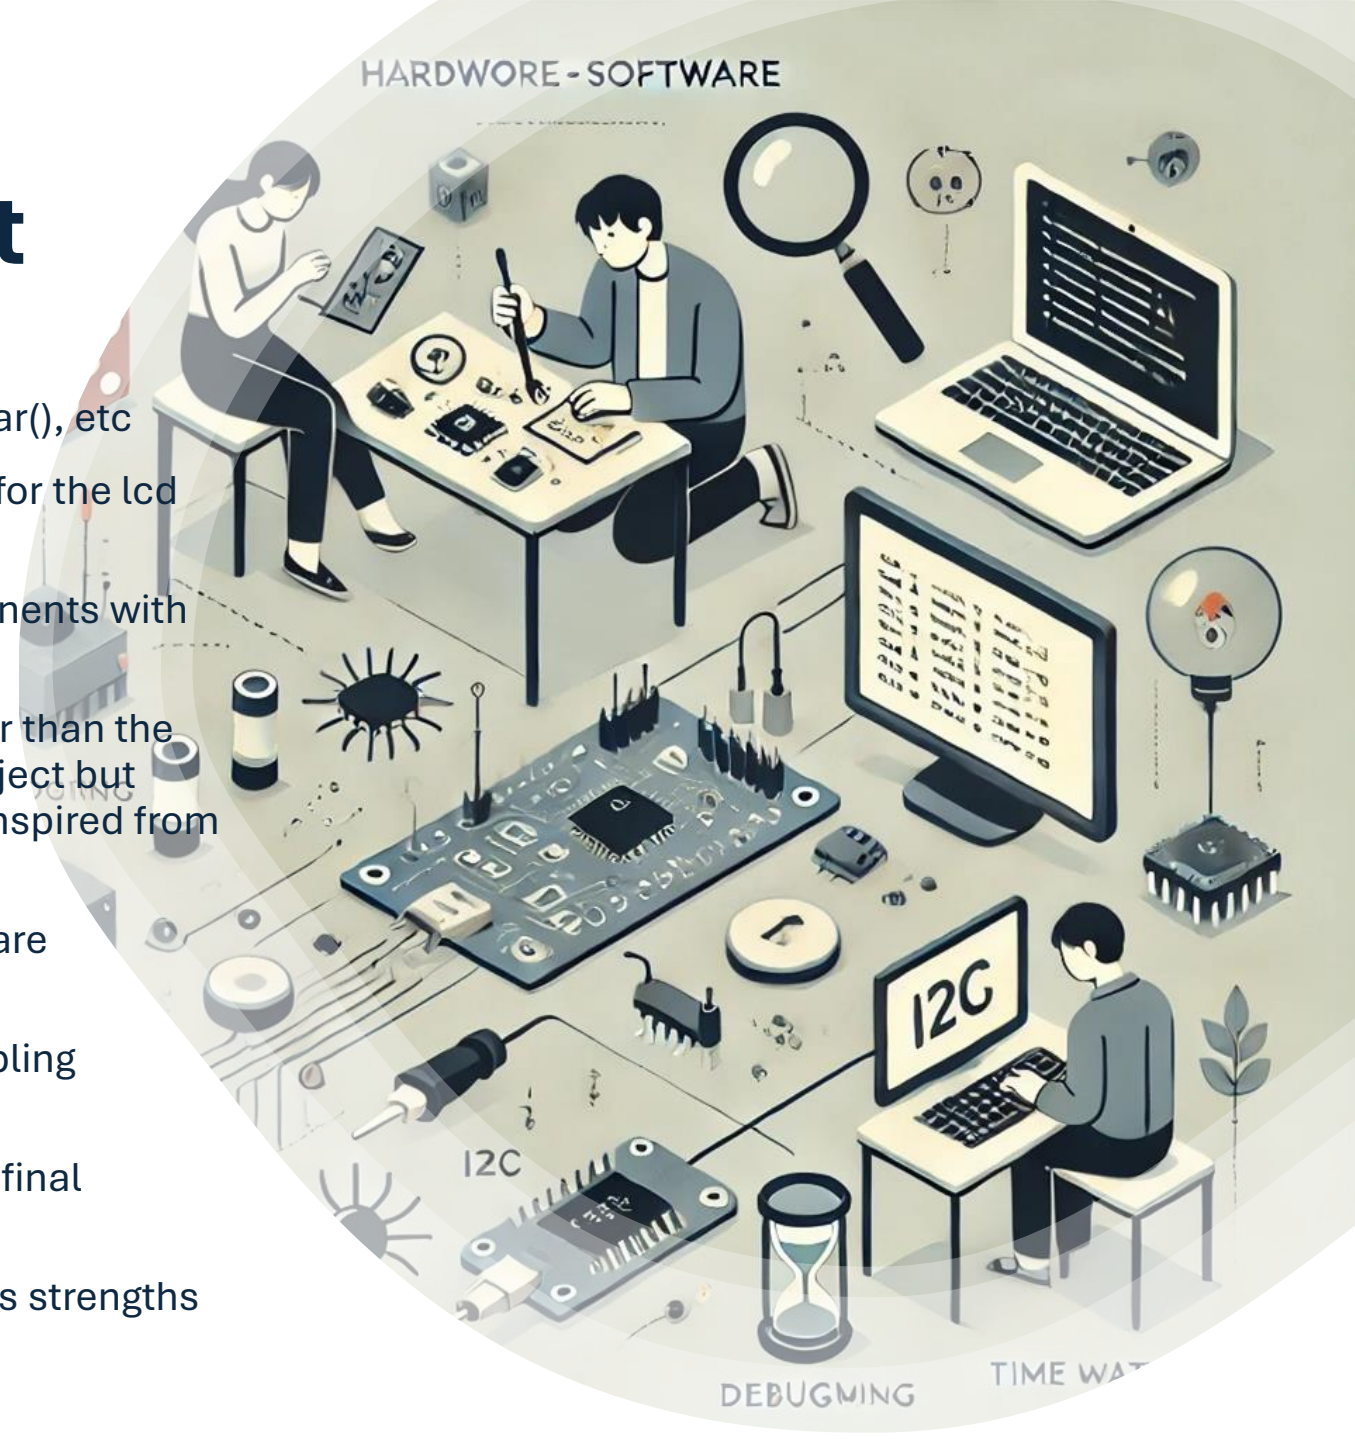 HARDWORE - SOFTWARE
t
ar(), etc
for the lcd
nents with
r than the
ject but
nspired from
are
I2C
pling
I2C
final
s strengths
TIME WAT
DEBUGMING